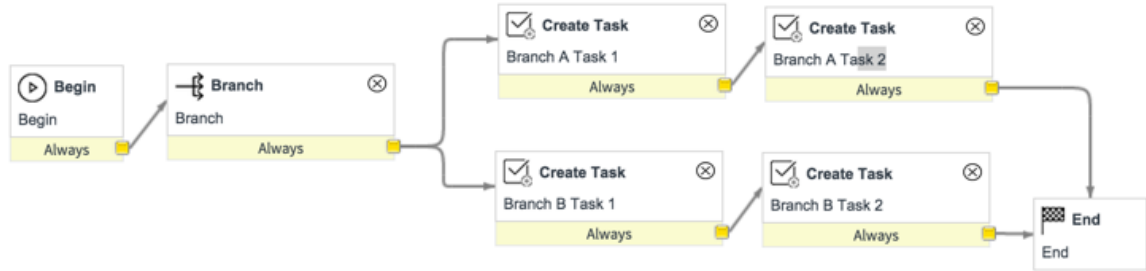 Begin
Begin
Always
Branch
Branch
Always
Create Task
Branch A Task 1
Always
Create Task
Branch A Task 2
Always
Create Task
Branch B Task 1
Always
Create Task
Branch B Task 2
Always
End
End